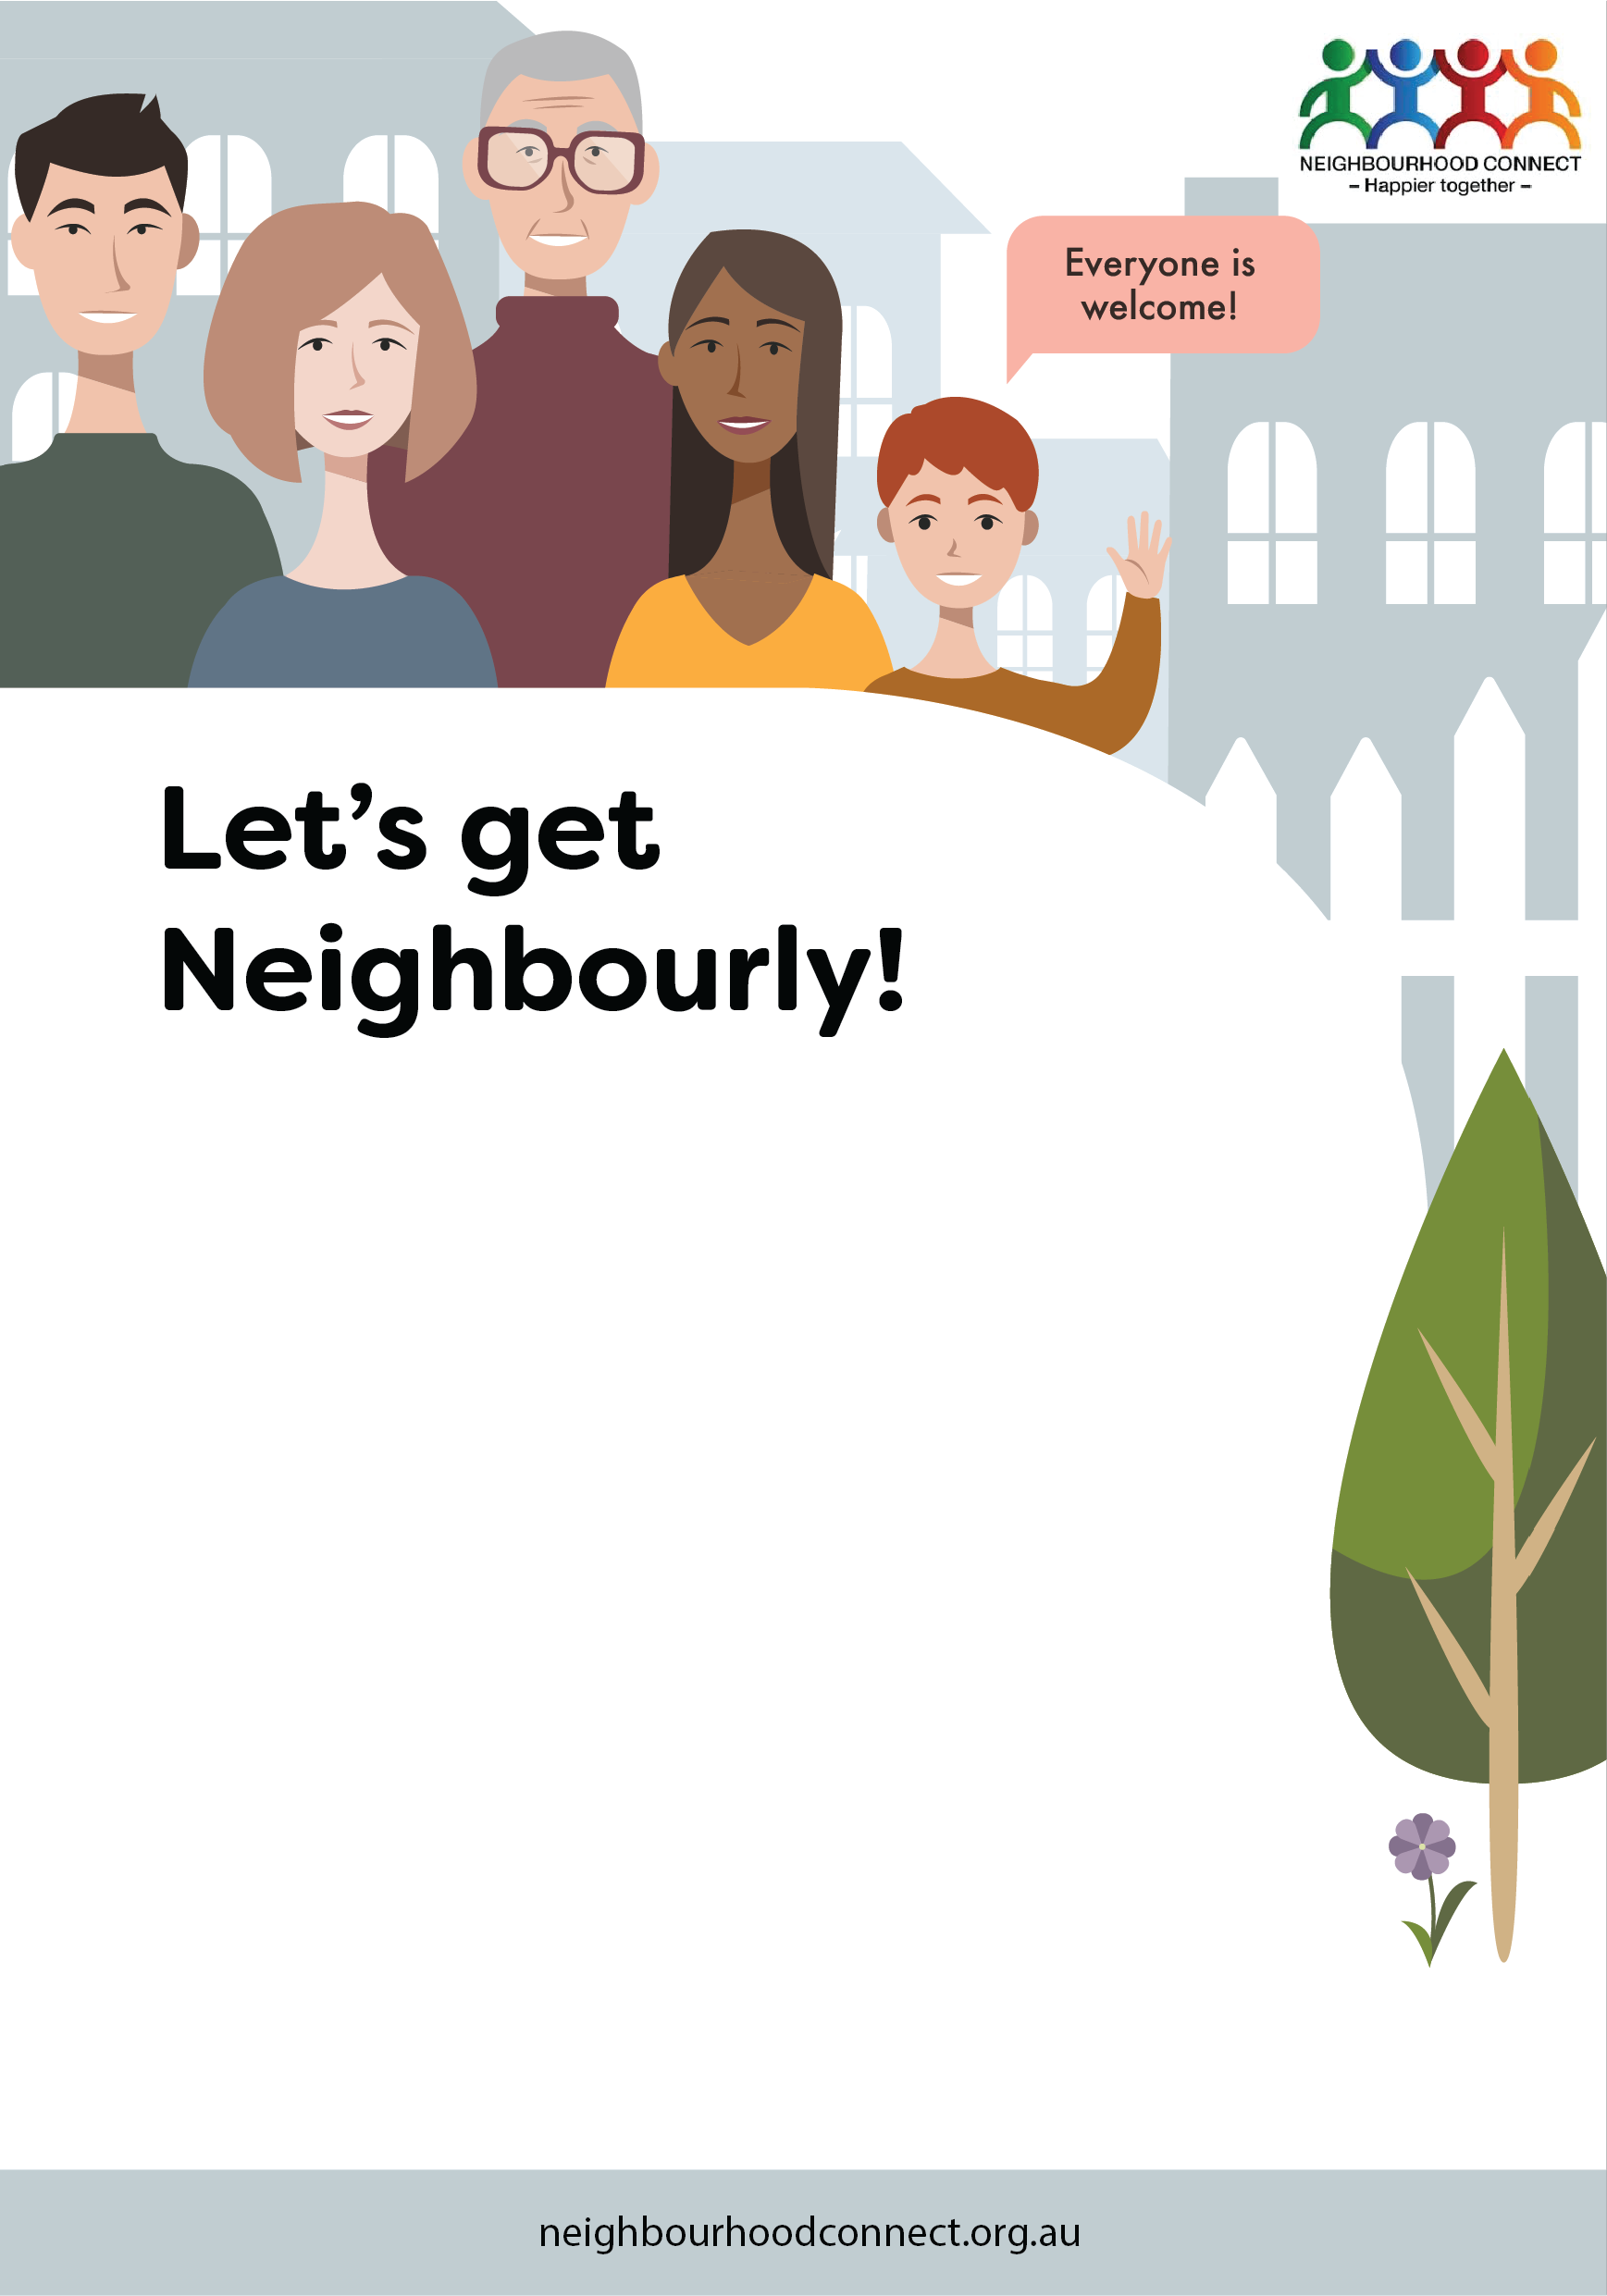 NEIGHBOURHOOD CONNECT
– Happier together –
Everyone is
welcome!
Let’s get
Neighbourly!
neighbourhoodconnect.org.au